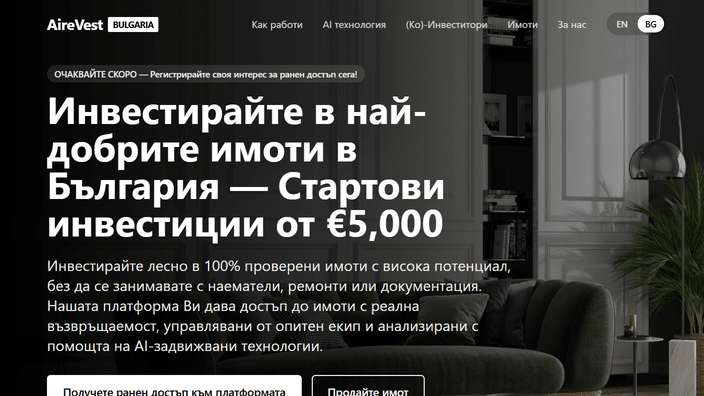 AireVest BULGARIA
Как работи AI технология (Ко)-Инвеститори Имоти За нас EN BG
ОЧАКВАЙТЕ СКОРО — Регистрирайте своя интерес за ранен достъп сега!
Инвестирайте в най-
добрите имоти в
България — Стартови
инвестиции от €5,000
Инвестирайте лесно в 100% проверени имоти с висока потенциал,
без да се занимавате с наематели, ремонти или документация.
Нашата платформа Ви дава достъп до имоти с реална
възвръщаемост, управлявани от опитен екип и анализирани с
помощта на AI-задвижвани технологии.
Получете ранен достъп към платформата Продайте имот